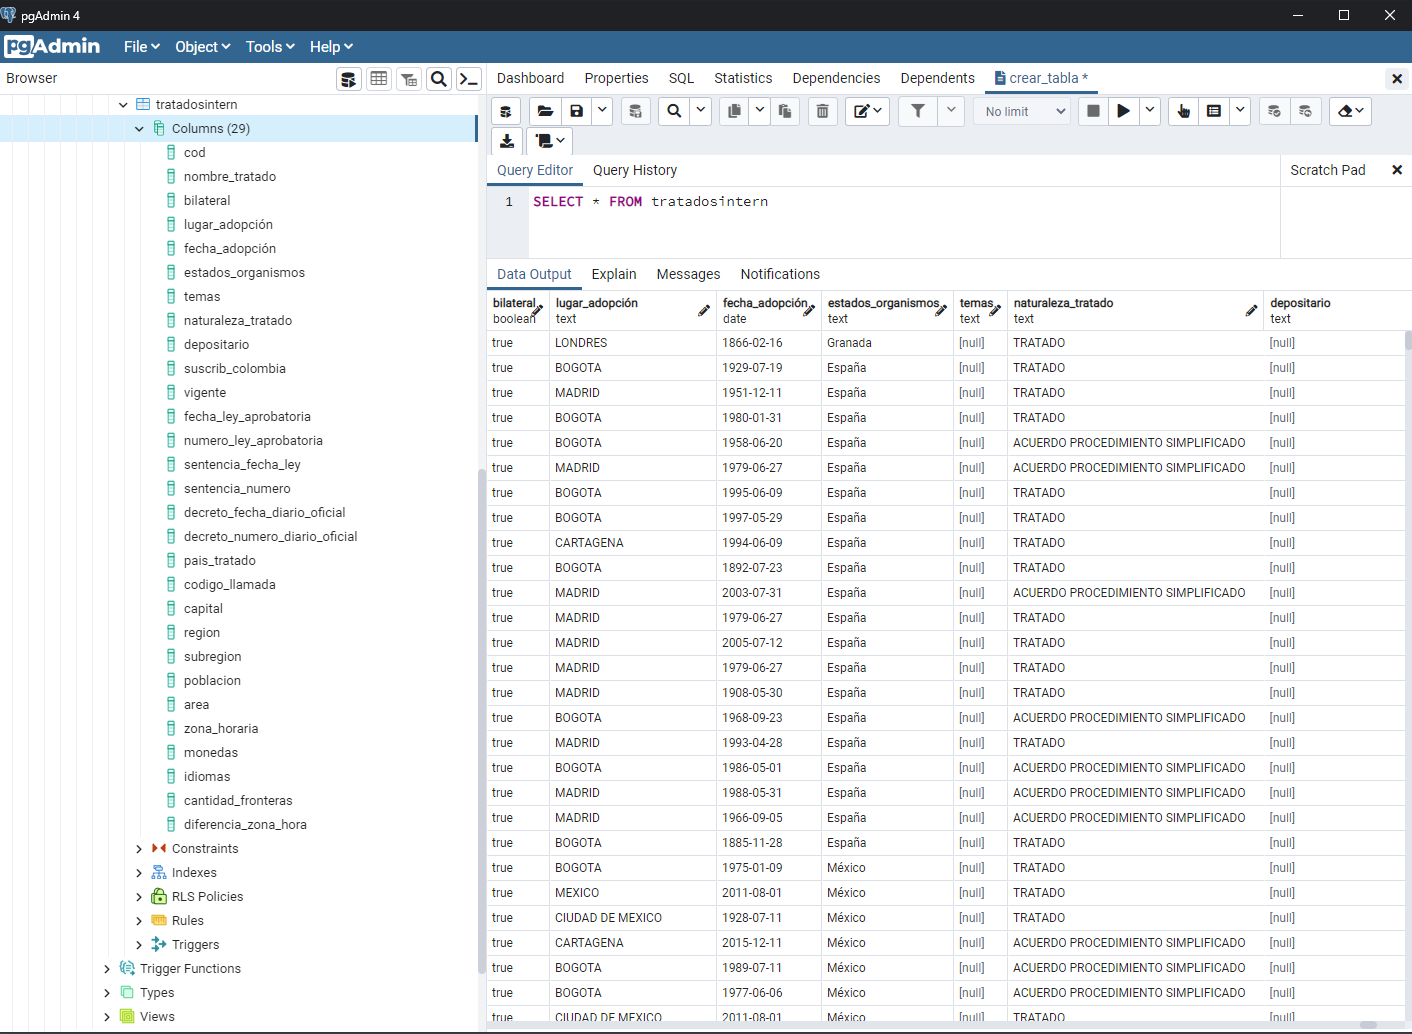 pgAdmin 4
pgAdmin File Object Tools Help
Browser
Dashboard Properties SQL Statistics Dependencies Dependents crear_tabla *
No limit
tratadosintern
Columns (29)
cod
nombre_tratado
bilateral
lugar_adopción
fecha_adopción
estados_organismos
temas
naturaleza_tratado
depositario
suscrib_colombia
vigente
fecha_ley_aprobatoria
numero_ley_aprobatoria
sentencia_fecha_ley
sentencia_numero
decreto_fecha_diario_oficial
decreto_numero_diario_oficial
pais_tratado
codigo_llamada
capital
region
subregion
poblacion
area
zona_horaria
monedas
idiomas
cantidad_fronteras
diferencia_zona_hora
Constraints
Indexes
RLS Policies
Rules
Triggers
Trigger Functions
Types
Views
Query Editor Query History Scratch Pad
1 SELECT * FROM tratadosintern
Data Output Explain Messages Notifications
bilateral lugar_adopción fecha_adopción estados_organismos temas naturaleza_tratado depositario
boolean text date text text text text
true LONDRES 1866-02-16 Granada [null] TRATADO [null]
true BOGOTA 1929-07-19 España [null] TRATADO [null]
true MADRID 1951-12-11 España [null] TRATADO [null]
true BOGOTA 1980-01-31 España [null] TRATADO [null]
true BOGOTA 1958-06-20 España [null] ACUERDO PROCEDIMIENTO SIMPLIFICADO [null]
true MADRID 1979-06-27 España [null] ACUERDO PROCEDIMIENTO SIMPLIFICADO [null]
true BOGOTA 1995-06-09 España [null] TRATADO [null]
true BOGOTA 1997-05-29 España [null] TRATADO [null]
true CARTAGENA 1994-06-09 España [null] TRATADO [null]
true BOGOTA 1892-07-23 España [null] TRATADO [null]
true MADRID 2003-07-31 España [null] ACUERDO PROCEDIMIENTO SIMPLIFICADO [null]
true MADRID 1979-06-27 España [null] TRATADO [null]
true MADRID 2005-07-12 España [null] TRATADO [null]
true MADRID 1979-06-27 España [null] TRATADO [null]
true MADRID 1908-05-30 España [null] TRATADO [null]
true BOGOTA 1968-09-23 España [null] ACUERDO PROCEDIMIENTO SIMPLIFICADO [null]
true MADRID 1993-04-28 España [null] TRATADO [null]
true BOGOTA 1986-05-01 España [null] ACUERDO PROCEDIMIENTO SIMPLIFICADO [null]
true MADRID 1988-05-31 España [null] ACUERDO PROCEDIMIENTO SIMPLIFICADO [null]
true MADRID 1966-09-05 España [null] ACUERDO PROCEDIMIENTO SIMPLIFICADO [null]
true BOGOTA 1885-11-28 España [null] TRATADO [null]
true BOGOTA 1975-01-09 México [null] TRATADO [null]
true MEXICO 2011-08-01 México [null] TRATADO [null]
true CIUDAD DE MEXICO 1928-07-11 México [null] TRATADO [null]
true CARTAGENA 2015-12-11 México [null] ACUERDO PROCEDIMIENTO SIMPLIFICADO [null]
true BOGOTA 1989-07-11 México [null] ACUERDO PROCEDIMIENTO SIMPLIFICADO [null]
true BOGOTA 1977-06-06 México [null] ACUERDO PROCEDIMIENTO SIMPLIFICADO [null]
true CIUDAD DE MEXICO 2011-08-01 México [null] TRATADO [null]